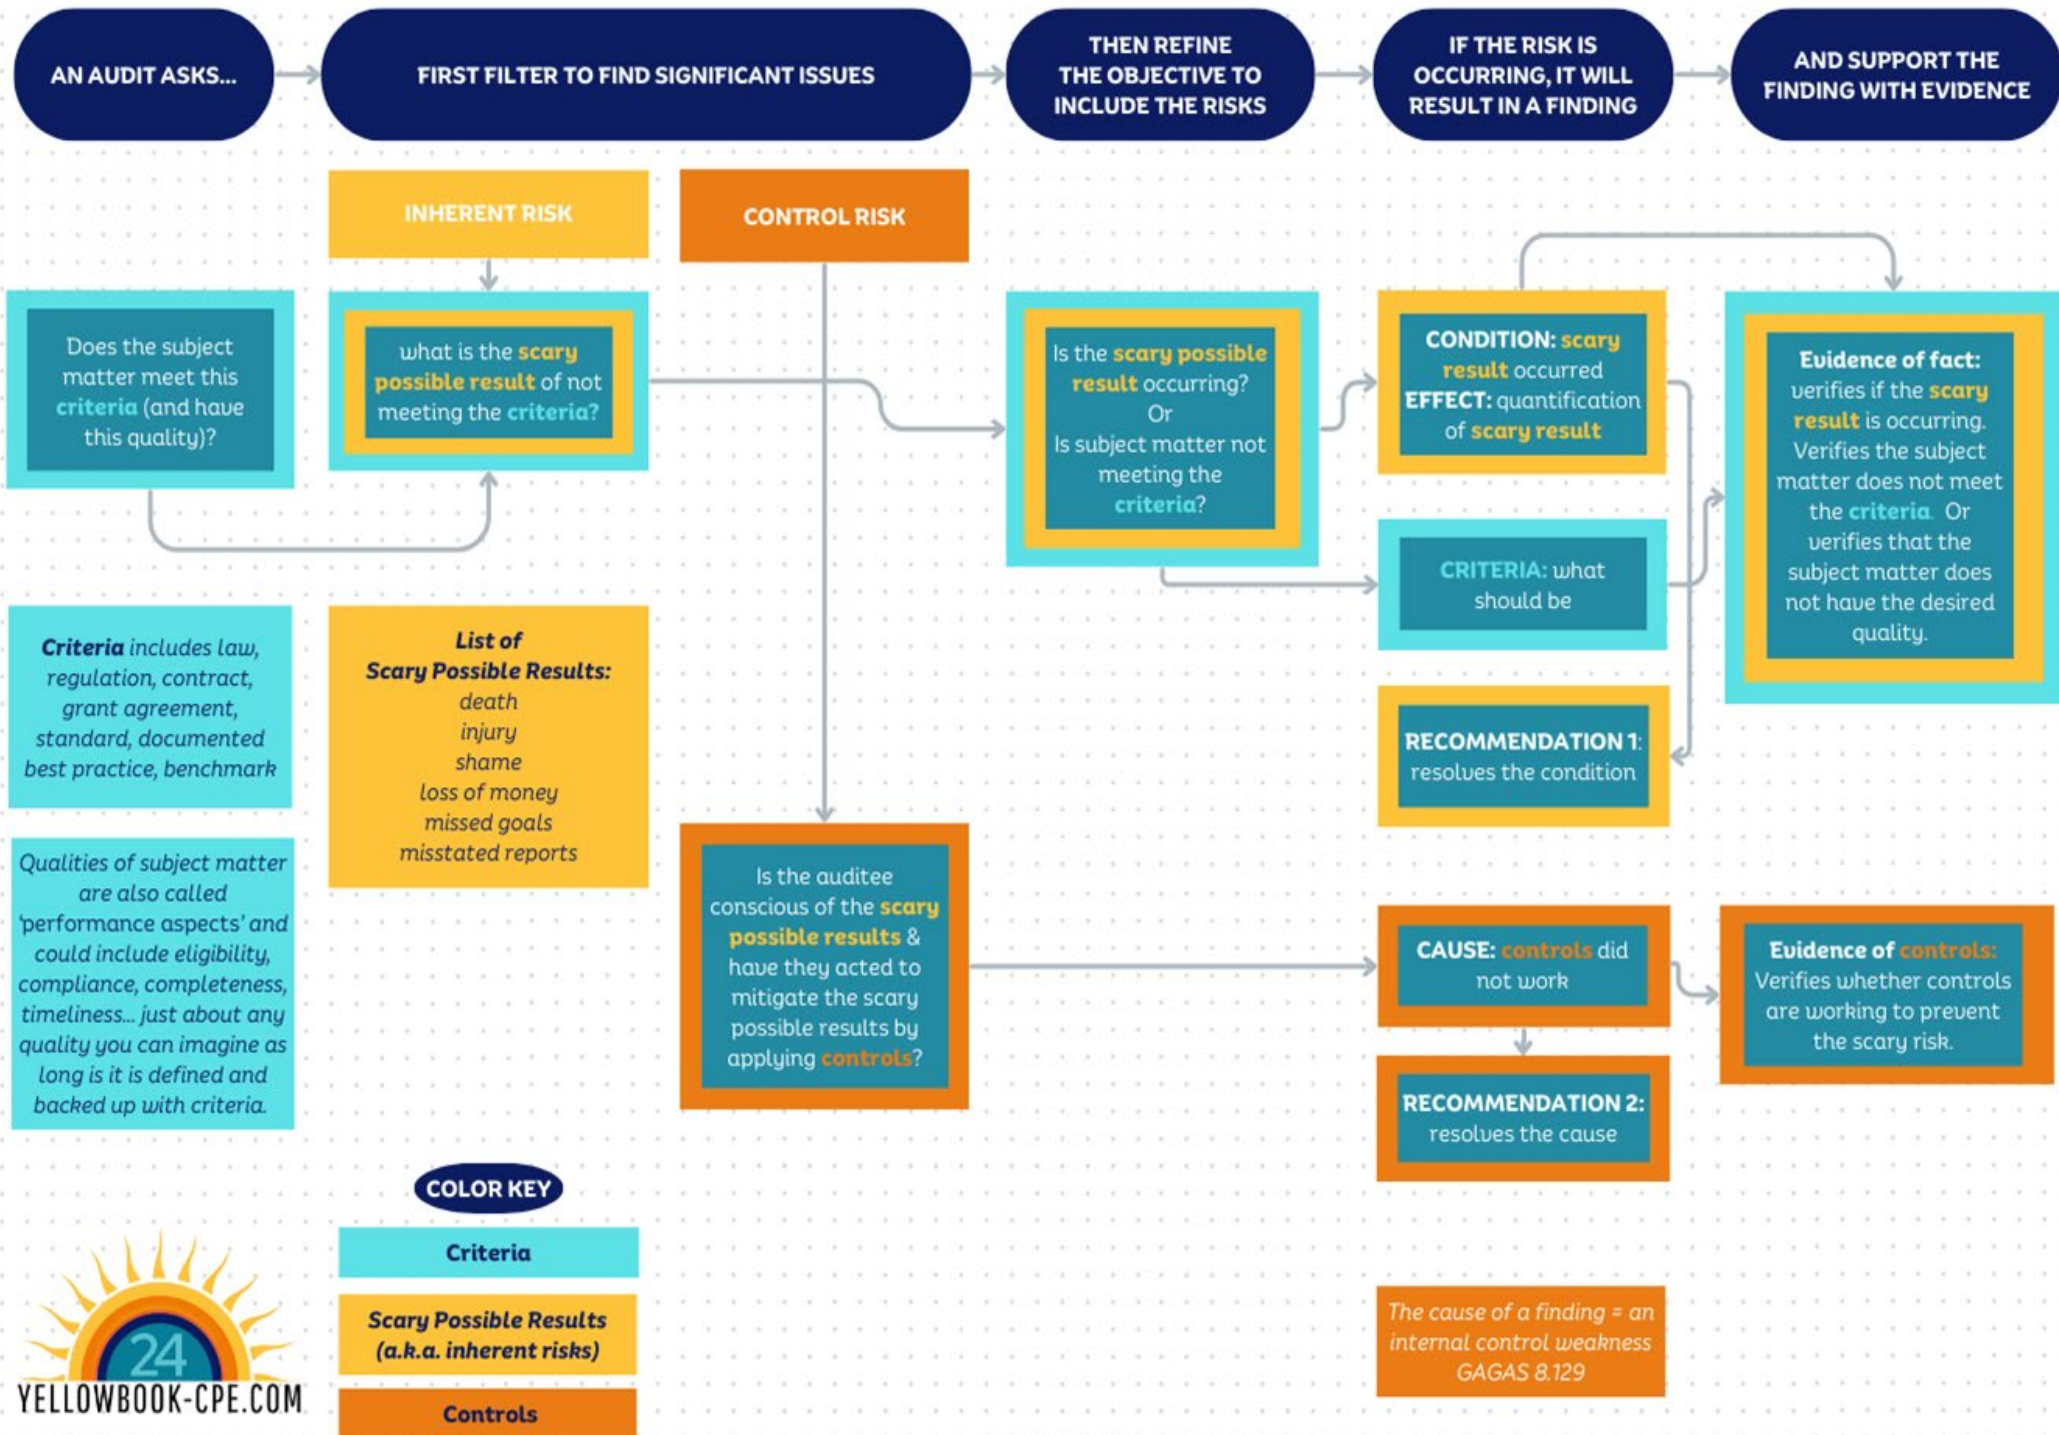 AN AUDIT ASKS...
FIRST FILTER TO FIND SIGNIFICANT ISSUES
THEN REFINE
THE OBJECTIVE TO
INCLUDE THE RISKS
IF THE RISK IS
OCCURRING, IT WILL
RESULT IN A FINDING
AND SUPPORT THE
FINDING WITH EVIDENCE
INHERENT RISK
CONTROL RISK
Does the subject
matter meet this
criteria (and have
this quality)?
what is the scary
possible result of not
meeting the criteria?
Is the scary possible
result occurring?
Or
Is subject matter not
meeting the
criteria?
CONDITION: scary
result occurred
EFFECT: quantification
of scary result
Evidence of fact:
verifies if the scary
result is occurring.
Verifies the subject
matter does not meet
the criteria. Or
verifies that the
subject matter does
not have the desired
quality.
CRITERIA: what
should be
Criteria includes law,
regulation, contract,
grant agreement,
standard, documented
best practice, benchmark
List of
Scary Possible Results:
death
injury
shame
loss of money
missed goals
misstated reports
RECOMMENDATION 1:
resolves the condition
Qualities of subject matter
are also called
'performance aspects' and
could include eligibility,
compliance, completeness,
timeliness... just about any
quality you can imagine as
long is it is defined and
backed up with criteria.
Is the auditee
conscious of the scary
possible results &
have they acted to
mitigate the scary
possible results by
applying controls?
CAUSE: controls did
not work
Evidence of controls:
Verifies whether controls
are working to prevent
the scary risk.
RECOMMENDATION 2:
resolves the cause
COLOR KEY
Criteria
Scary Possible Results
(a.k.a. inherent risks)
Controls
24
YELLOWBOOK-CPE.COM
The cause of a finding = an
internal control weakness
GAGAS 8.129